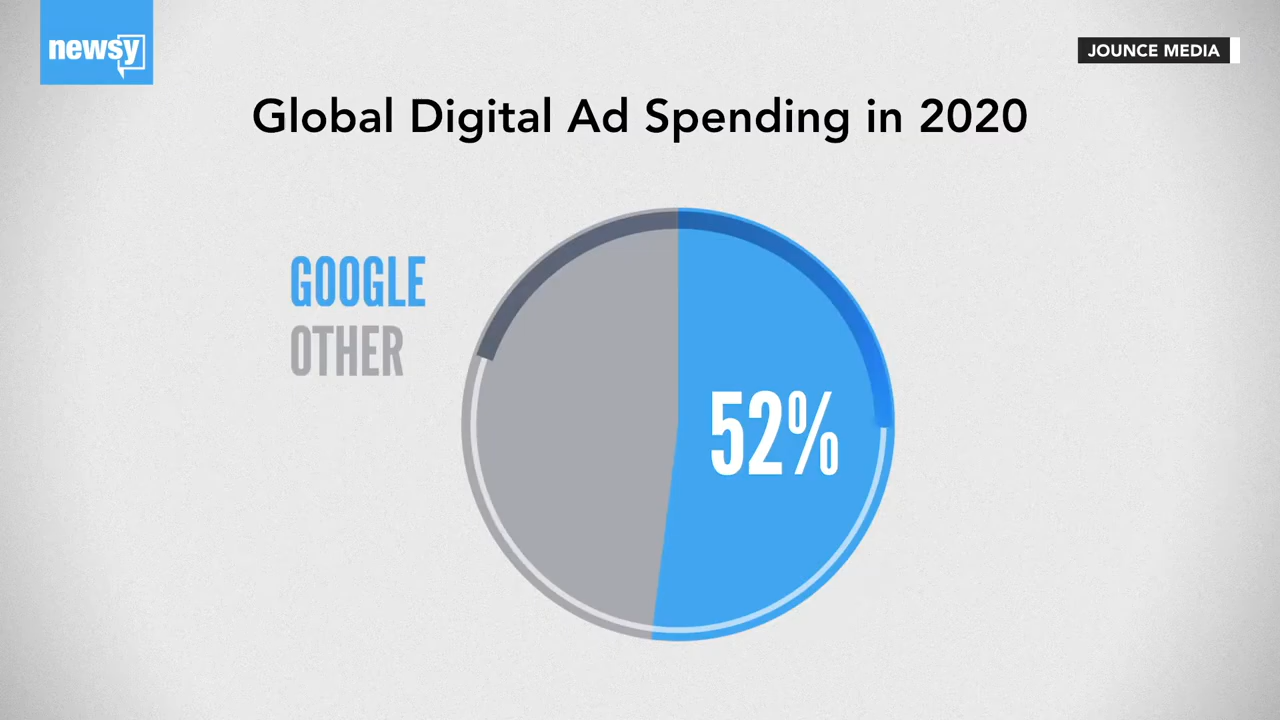 newsy
JOUNCE MEDIA
Global Digital Ad Spending in 2020
GOOGLE
OTHER
52%